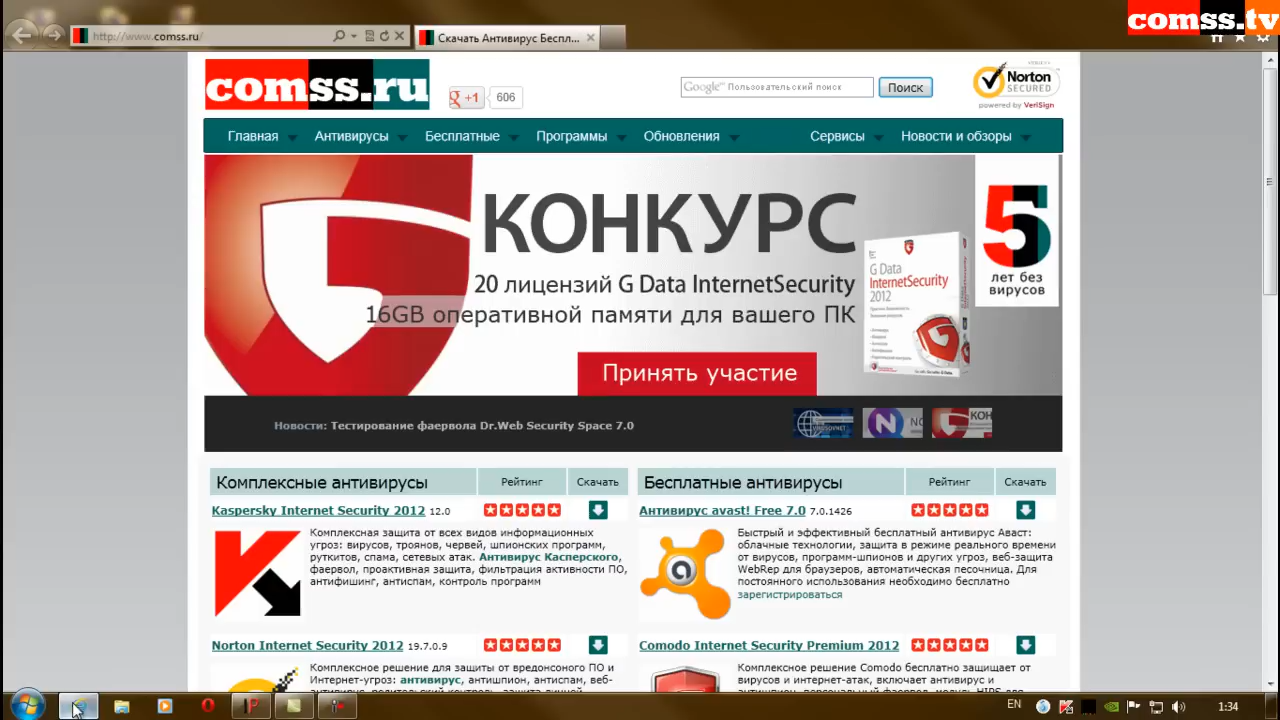 comss.tv
http://www.comss.ru/
Скачать Антивирус Беспл...
comss.ru
+1
606
Google Пользовательский поиск
Поиск
Norton
SECURED
powered by VeriSign
Главная
Антивирусы
Бесплатные
Программы
Обновления
Сервисы
Новости и обзоры
КОНКУРС
20 лицензий G Data InternetSecurity
16GB оперативной памяти для вашего ПК
Принять участие
G Data
InternetSecurity
2012
5
лет без
вирусов
Новости: Тестирование фаервола Dr.Web Security Space 7.0
Комплексные антивирусы
Рейтинг
Скачать
Kaspersky Internet Security 2012 12.0
Комплексная защита от всех видов информационных
угроз: вирусов, троянов, червей, шпионских программ,
руткитов, спама, сетевых атак. Антивирус Касперского,
фаервол, проактивная защита, фильтрация активности ПО,
антифишинг, антиспам, контроль программ
Norton Internet Security 2012 19.7.0.9
Комплексное решение для защиты от вредонсоного ПО и
Интернет-угроз: антивирус, антишпион, антиспам, веб-
Бесплатные антивирусы
Рейтинг
Скачать
Антивирус avast! Free 7.0 7.0.1426
Быстрый и эффективный бесплатный антивирус Аваст:
облачные технологии, защита в режиме реального времени
от вирусов, программ-шпионов и других угроз, веб-защита
WebRep для браузеров, автоматическая песочница. Для
постоянного использования необходимо бесплатно
зарегистрироваться
Comodo Internet Security Premium 2012
Комплексное решение Comodo бесплатно защищает от
вирусов и интернет-атак, включает антивирус и
EN
1:34